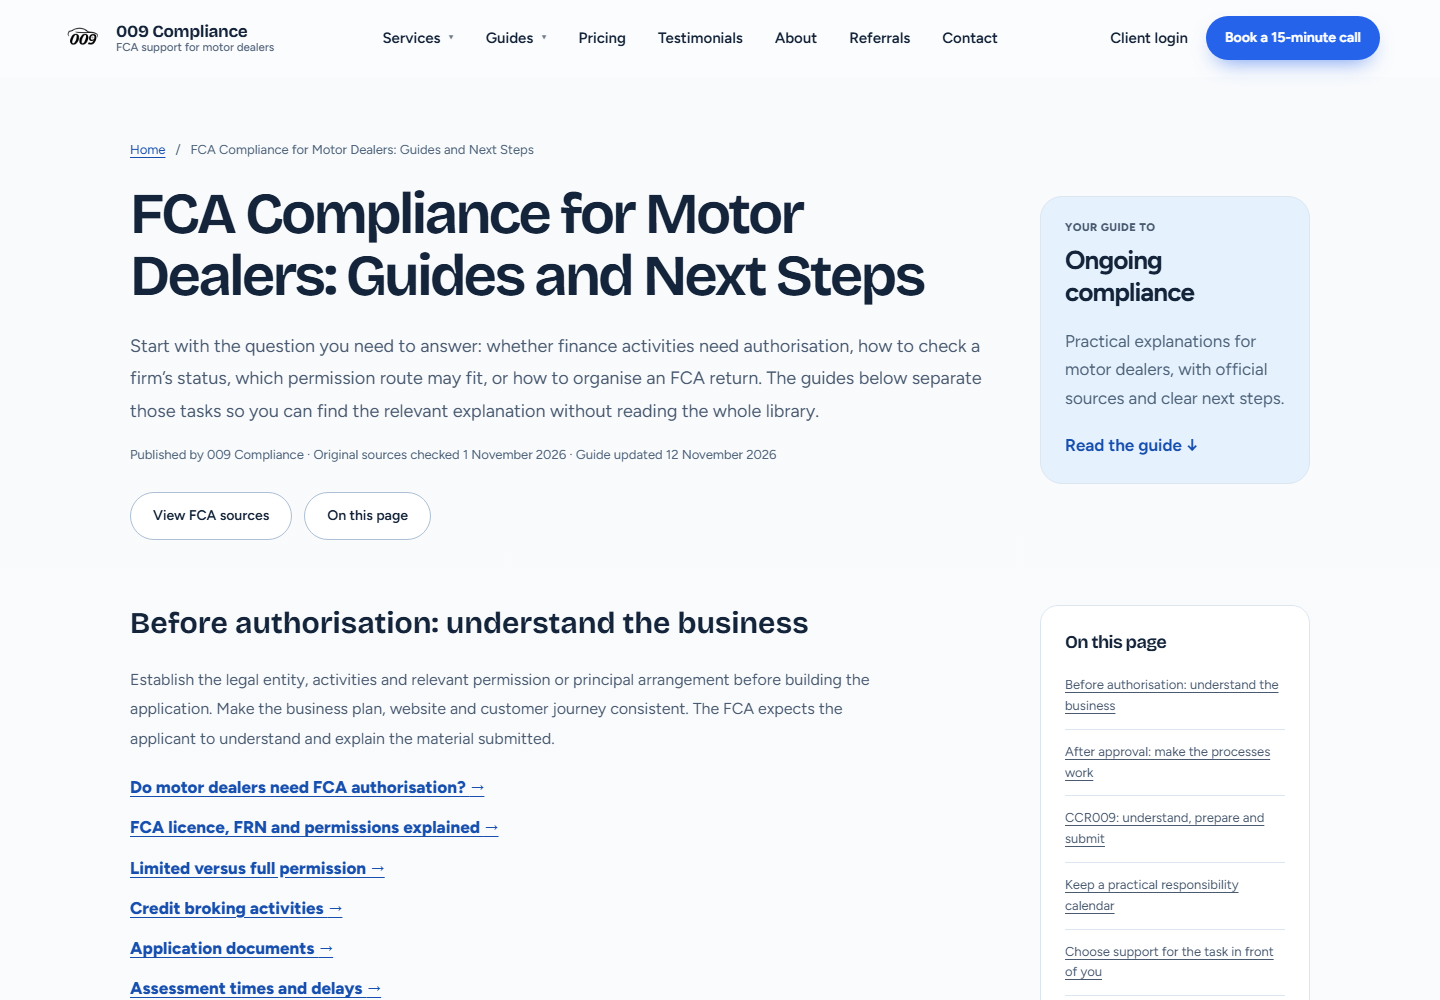 009
009 Compliance
FCA support for motor dealers
Services ▾
Guides ▾
Pricing
Testimonials
About
Referrals
Contact
Client login
Book a 15-minute call
Home / FCA Compliance for Motor Dealers: Guides and Next Steps
FCA Compliance for Motor
Dealers: Guides and Next Steps
Start with the question you need to answer: whether finance activities need authorisation, how to check a
firm’s status, which permission route may fit, or how to organise an FCA return. The guides below separate
those tasks so you can find the relevant explanation without reading the whole library.
Published by 009 Compliance · Original sources checked 1 November 2026 · Guide updated 12 November 2026
View FCA sources
On this page
YOUR GUIDE TO
Ongoing
compliance
Practical explanations for
motor dealers, with official
sources and clear next steps.
Read the guide ↓
Before authorisation: understand the business
Establish the legal entity, activities and relevant permission or principal arrangement before building the
application. Make the business plan, website and customer journey consistent. The FCA expects the
applicant to understand and explain the material submitted.
Do motor dealers need FCA authorisation? →
FCA licence, FRN and permissions explained →
Limited versus full permission →
Credit broking activities →
Application documents →
Assessment times and delays →
On this page
Before authorisation: understand the
business
After approval: make the processes
work
CCR009: understand, prepare and
submit
Keep a practical responsibility
calendar
Choose support for the task in front
of you